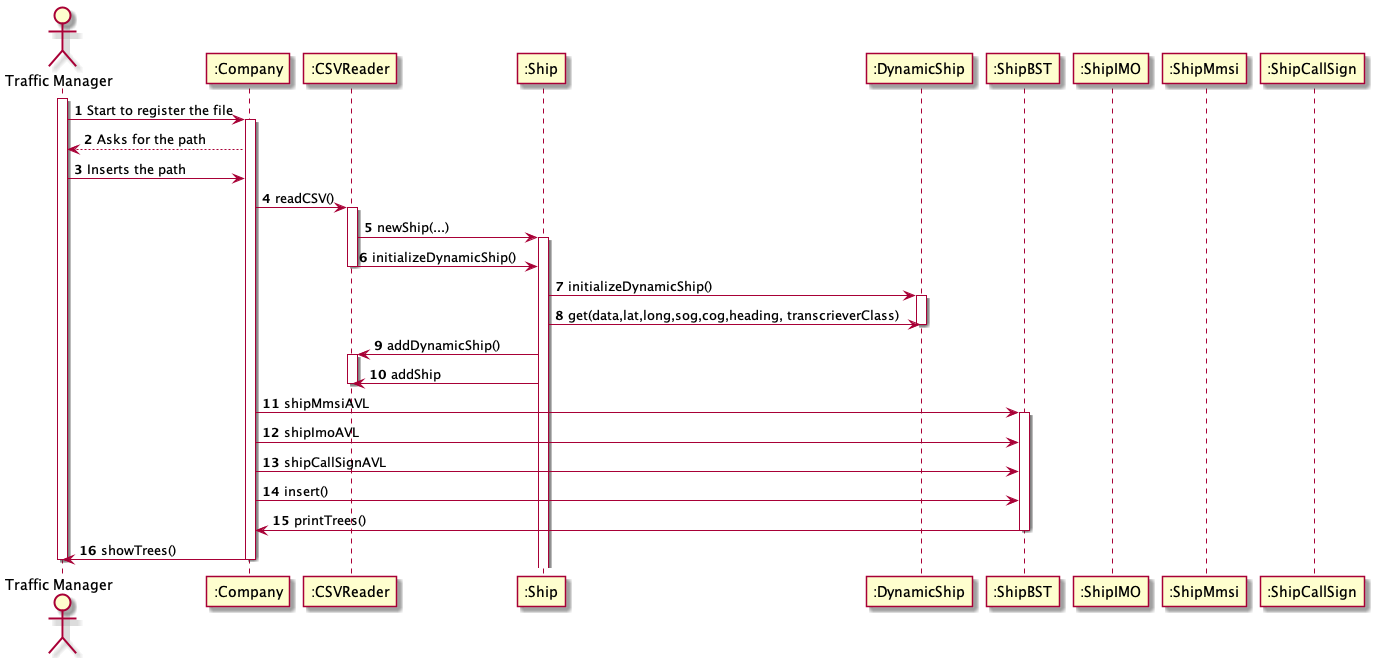 Traffic Manager
:Company
:CSVReader
:Ship
:DynamicShip
:ShipBST
:ShipIMO
:ShipMmsi
:ShipCallSign
1 Start to register the file
2 Asks for the path
3 Inserts the path
4 readCSV()
5 newShip(...)
6 initializeDynamicShip()
7 initializeDynamicShip()
8 get(data,lat,long,sog,cog,heading, transcrieverClass)
9 addDynamicShip()
10 addShip
11 shipMmsiAVL
12 shipImoAVL
13 shipCallSignAVL
14 insert()
15 printTrees()
16 showTrees()
Traffic Manager
:Company
:CSVReader
:Ship
:DynamicShip
:ShipBST
:ShipIMO
:ShipMmsi
:ShipCallSign